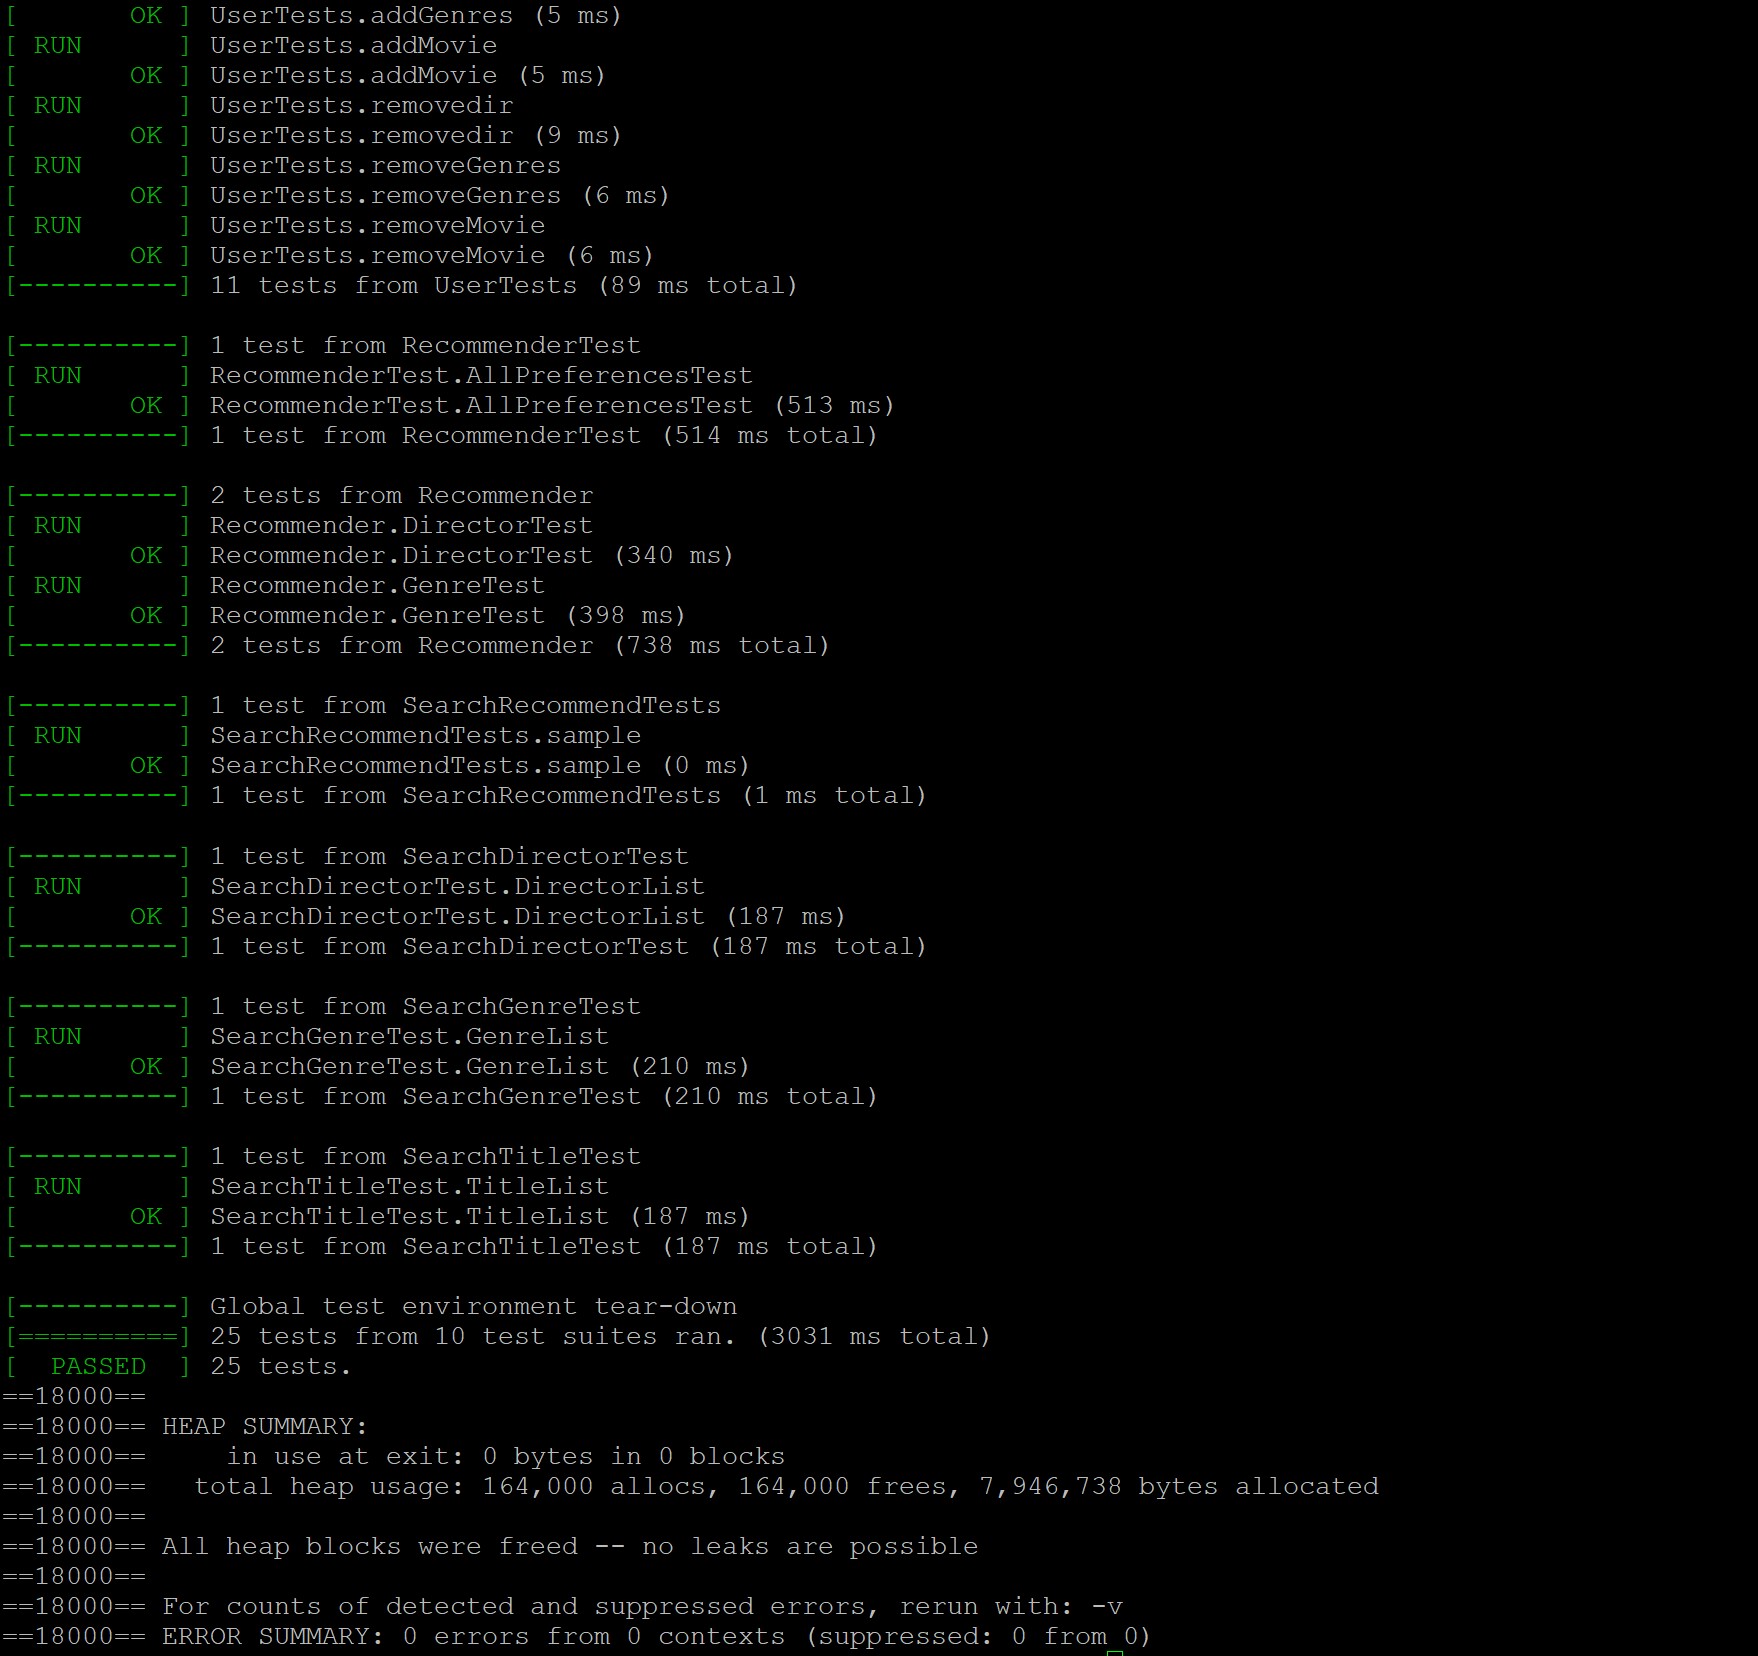 [       OK ] UserTests.addGenres (5 ms)
[ RUN      ] UserTests.addMovie
[       OK ] UserTests.addMovie (5 ms)
[ RUN      ] UserTests.removedir
[       OK ] UserTests.removedir (9 ms)
[ RUN      ] UserTests.removeGenres
[       OK ] UserTests.removeGenres (6 ms)
[ RUN      ] UserTests.removeMovie
[       OK ] UserTests.removeMovie (6 ms)
[----------] 11 tests from UserTests (89 ms total)

[----------] 1 test from RecommenderTest
[ RUN      ] RecommenderTest.AllPreferencesTest
[       OK ] RecommenderTest.AllPreferencesTest (513 ms)
[----------] 1 test from RecommenderTest (514 ms total)

[----------] 2 tests from Recommender
[ RUN      ] Recommender.DirectorTest
[       OK ] Recommender.DirectorTest (340 ms)
[ RUN      ] Recommender.GenreTest
[       OK ] Recommender.GenreTest (398 ms)
[----------] 2 tests from Recommender (738 ms total)

[----------] 1 test from SearchRecommendTests
[ RUN      ] SearchRecommendTests.sample
[       OK ] SearchRecommendTests.sample (0 ms)
[----------] 1 test from SearchRecommendTests (1 ms total)

[----------] 1 test from SearchDirectorTest
[ RUN      ] SearchDirectorTest.DirectorList
[       OK ] SearchDirectorTest.DirectorList (187 ms)
[----------] 1 test from SearchDirectorTest (187 ms total)

[----------] 1 test from SearchGenreTest
[ RUN      ] SearchGenreTest.GenreList
[       OK ] SearchGenreTest.GenreList (210 ms)
[----------] 1 test from SearchGenreTest (210 ms total)

[----------] 1 test from SearchTitleTest
[ RUN      ] SearchTitleTest.TitleList
[       OK ] SearchTitleTest.TitleList (187 ms)
[----------] 1 test from SearchTitleTest (187 ms total)

[----------] Global test environment tear-down
[==========] 25 tests from 10 test suites ran. (3031 ms total)
[  PASSED  ] 25 tests.
==18000==
==18000== HEAP SUMMARY:
==18000==     in use at exit: 0 bytes in 0 blocks
==18000==   total heap usage: 164,000 allocs, 164,000 frees, 7,946,738 bytes allocated
==18000==
==18000== All heap blocks were freed -- no leaks are possible
==18000==
==18000== For counts of detected and suppressed errors, rerun with: -v
==18000== ERROR SUMMARY: 0 errors from 0 contexts (suppressed: 0 from 0)